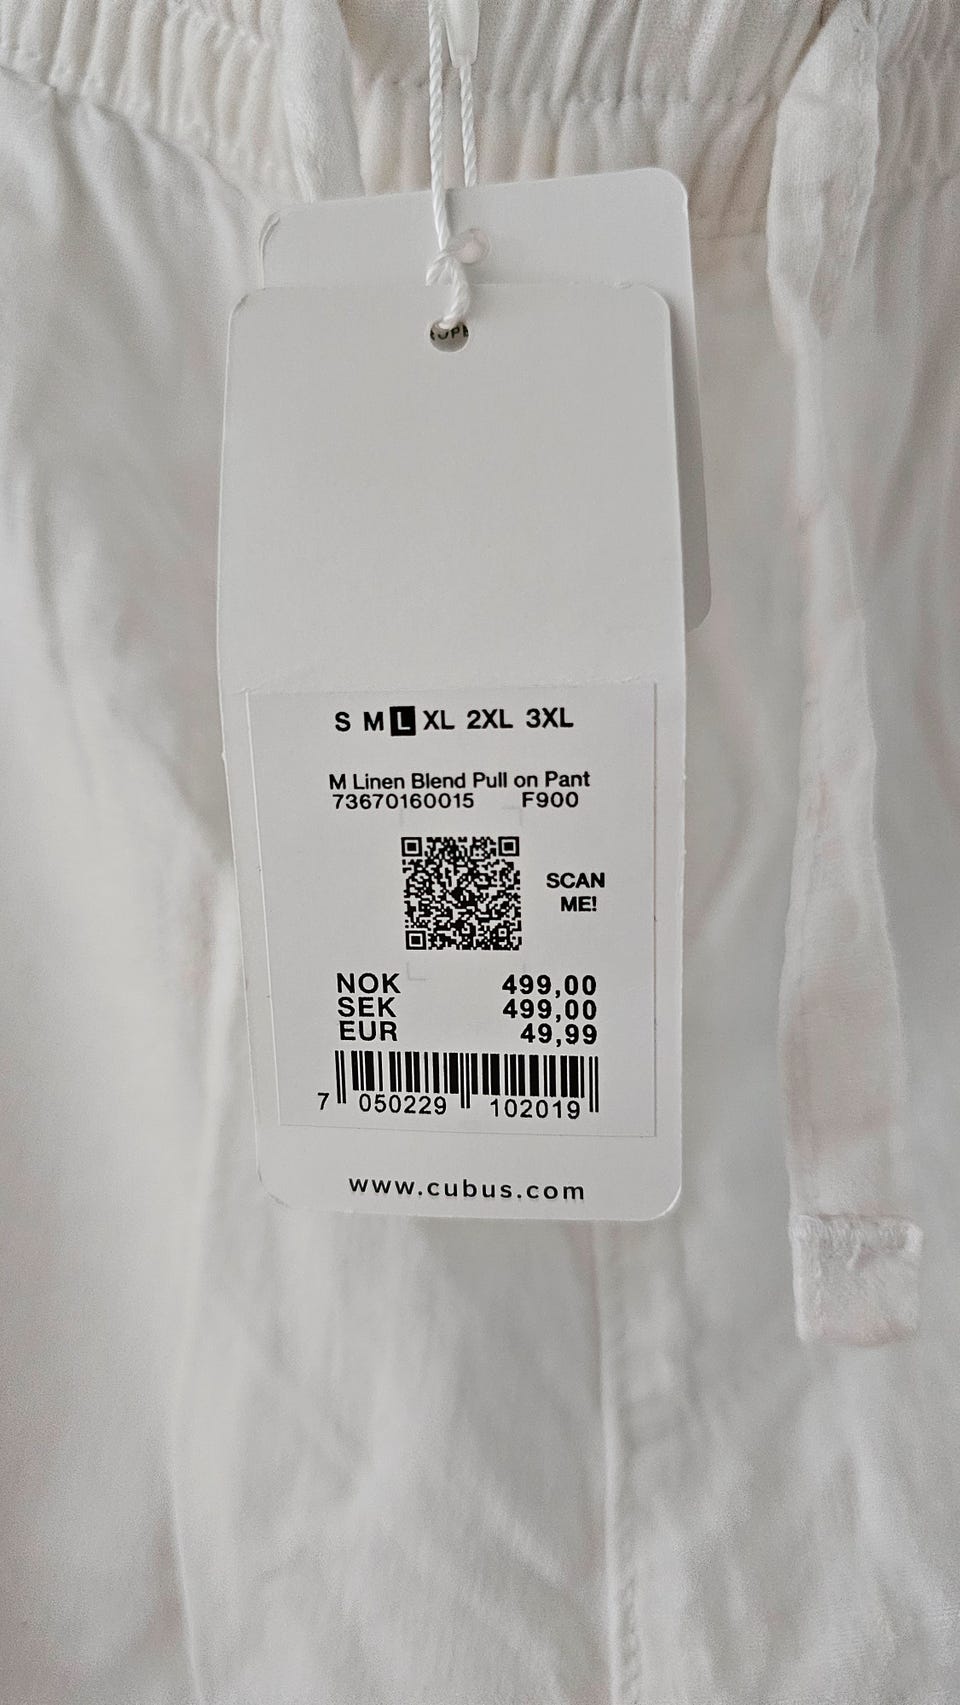 S M L XL 2XL 3XL
M Linen Blend Pull on Pant
73670160015 F900
SCAN
ME!
NOK 499,00
SEK 499,00
EUR 49,99
7 050229 102019
www.cubus.com